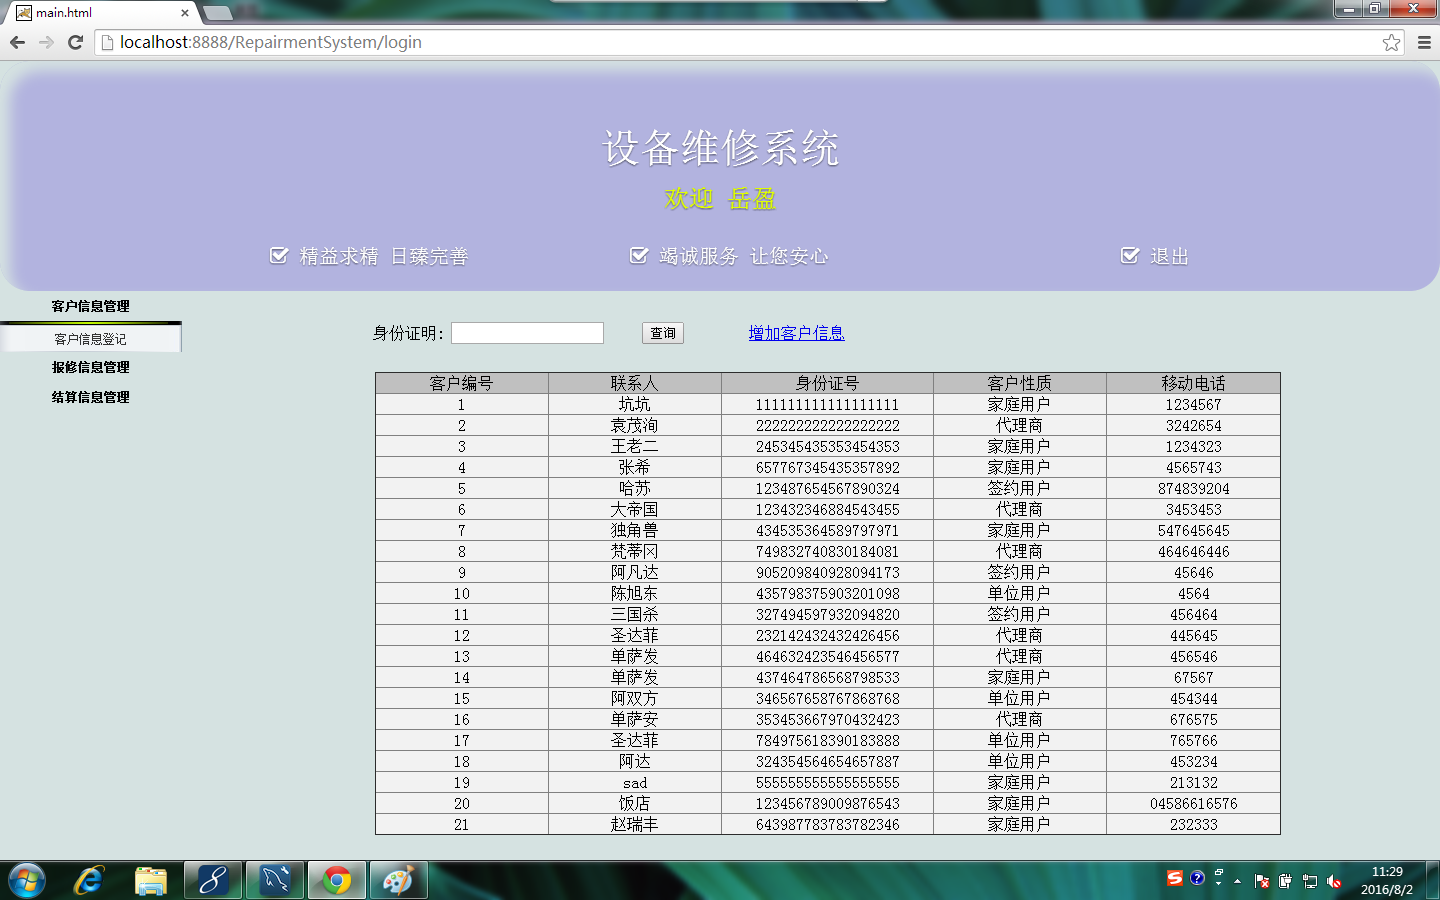 main.html
localhost:8888/RepairmentSystem/login
设备维修系统
欢迎 岳盈
精益求精 日臻完善 竭诚服务 让您安心 退出
客户信息管理
客户信息登记
报修信息管理
结算信息管理
身份证明： 查询 增加客户信息
客户编号 联系人 身份证号 客户性质 移动电话
1 坑坑 111111111111111111 家庭用户 1234567
2 袁茂洵 222222222222222222 代理商 3242654
3 王老二 245345435353454353 家庭用户 1234323
4 张希 657767345435357892 家庭用户 4565743
5 哈苏 123487654567890324 签约用户 874839204
6 大帝国 123432346884543455 代理商 3453453
7 独角兽 434535364589797971 家庭用户 547645645
8 梵蒂冈 749832740830184081 代理商 464646446
9 阿凡达 905209840928094173 签约用户 45646
10 陈旭东 435798375903201098 单位用户 4564
11 三国杀 327494597932094820 签约用户 456464
12 圣达菲 232142432432426456 代理商 445645
13 单萨发 464632423546456577 代理商 456546
14 单萨发 437464786568798533 家庭用户 67567
15 阿双方 346567658767868768 单位用户 454344
16 单萨安 353453667970432423 代理商 676575
17 圣达菲 784975618390183888 单位用户 765766
18 阿达 324354564654657887 单位用户 453234
19 sad 555555555555555555 家庭用户 213132
20 饭店 123456789009876543 家庭用户 04586616576
21 赵瑞丰 643987783783782346 家庭用户 232333
11:29
2016/8/2